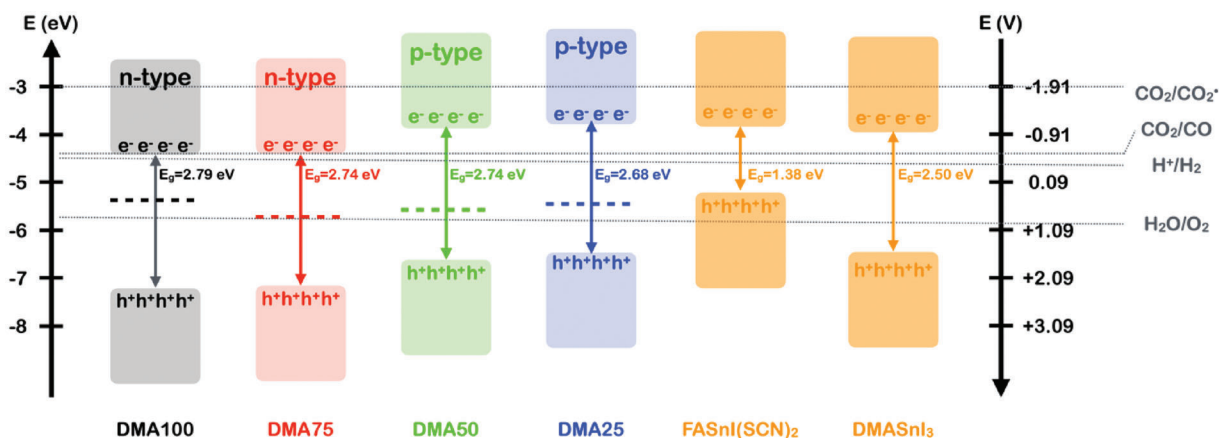 E (eV)
E (V)
n-type
n-type
p-type
p-type
-3
-4
-5
-6
-7
-8
-1.91
-0.91
0.09
+1.09
+2.09
+3.09
CO₂/CO₂•
CO₂/CO
H⁺/H₂
H₂O/O₂
e⁻ e⁻ e⁻ e⁻
e⁻ e⁻ e⁻ e⁻
e⁻ e⁻ e⁻ e⁻
e⁻ e⁻ e⁻ e⁻
e⁻ e⁻ e⁻ e⁻
e⁻ e⁻ e⁻ e⁻
Eg=2.79 eV
Eg=2.74 eV
Eg=2.74 eV
Eg=2.68 eV
Eg=1.38 eV
Eg=2.50 eV
h⁺h⁺h⁺h⁺
h⁺h⁺h⁺h⁺
h⁺h⁺h⁺h⁺
h⁺h⁺h⁺h⁺
h⁺h⁺h⁺h⁺
h⁺h⁺h⁺h⁺
DMA100
DMA75
DMA50
DMA25
FASnI(SCN)₂
DMASnI₃